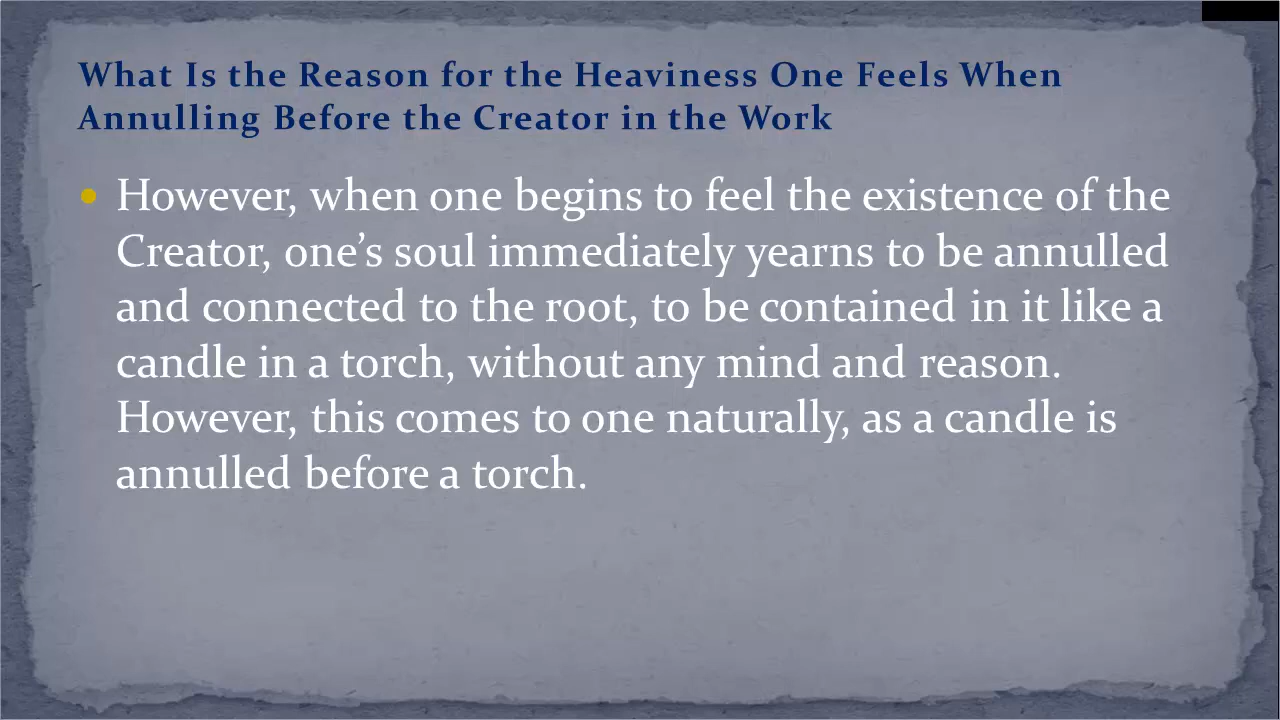 What Is the Reason for the Heaviness One Feels When
Annulling Before the Creator in the Work
However, when one begins to feel the existence of the
Creator, one’s soul immediately yearns to be annulled
and connected to the root, to be contained in it like a
candle in a torch, without any mind and reason.
However, this comes to one naturally, as a candle is
annulled before a torch.